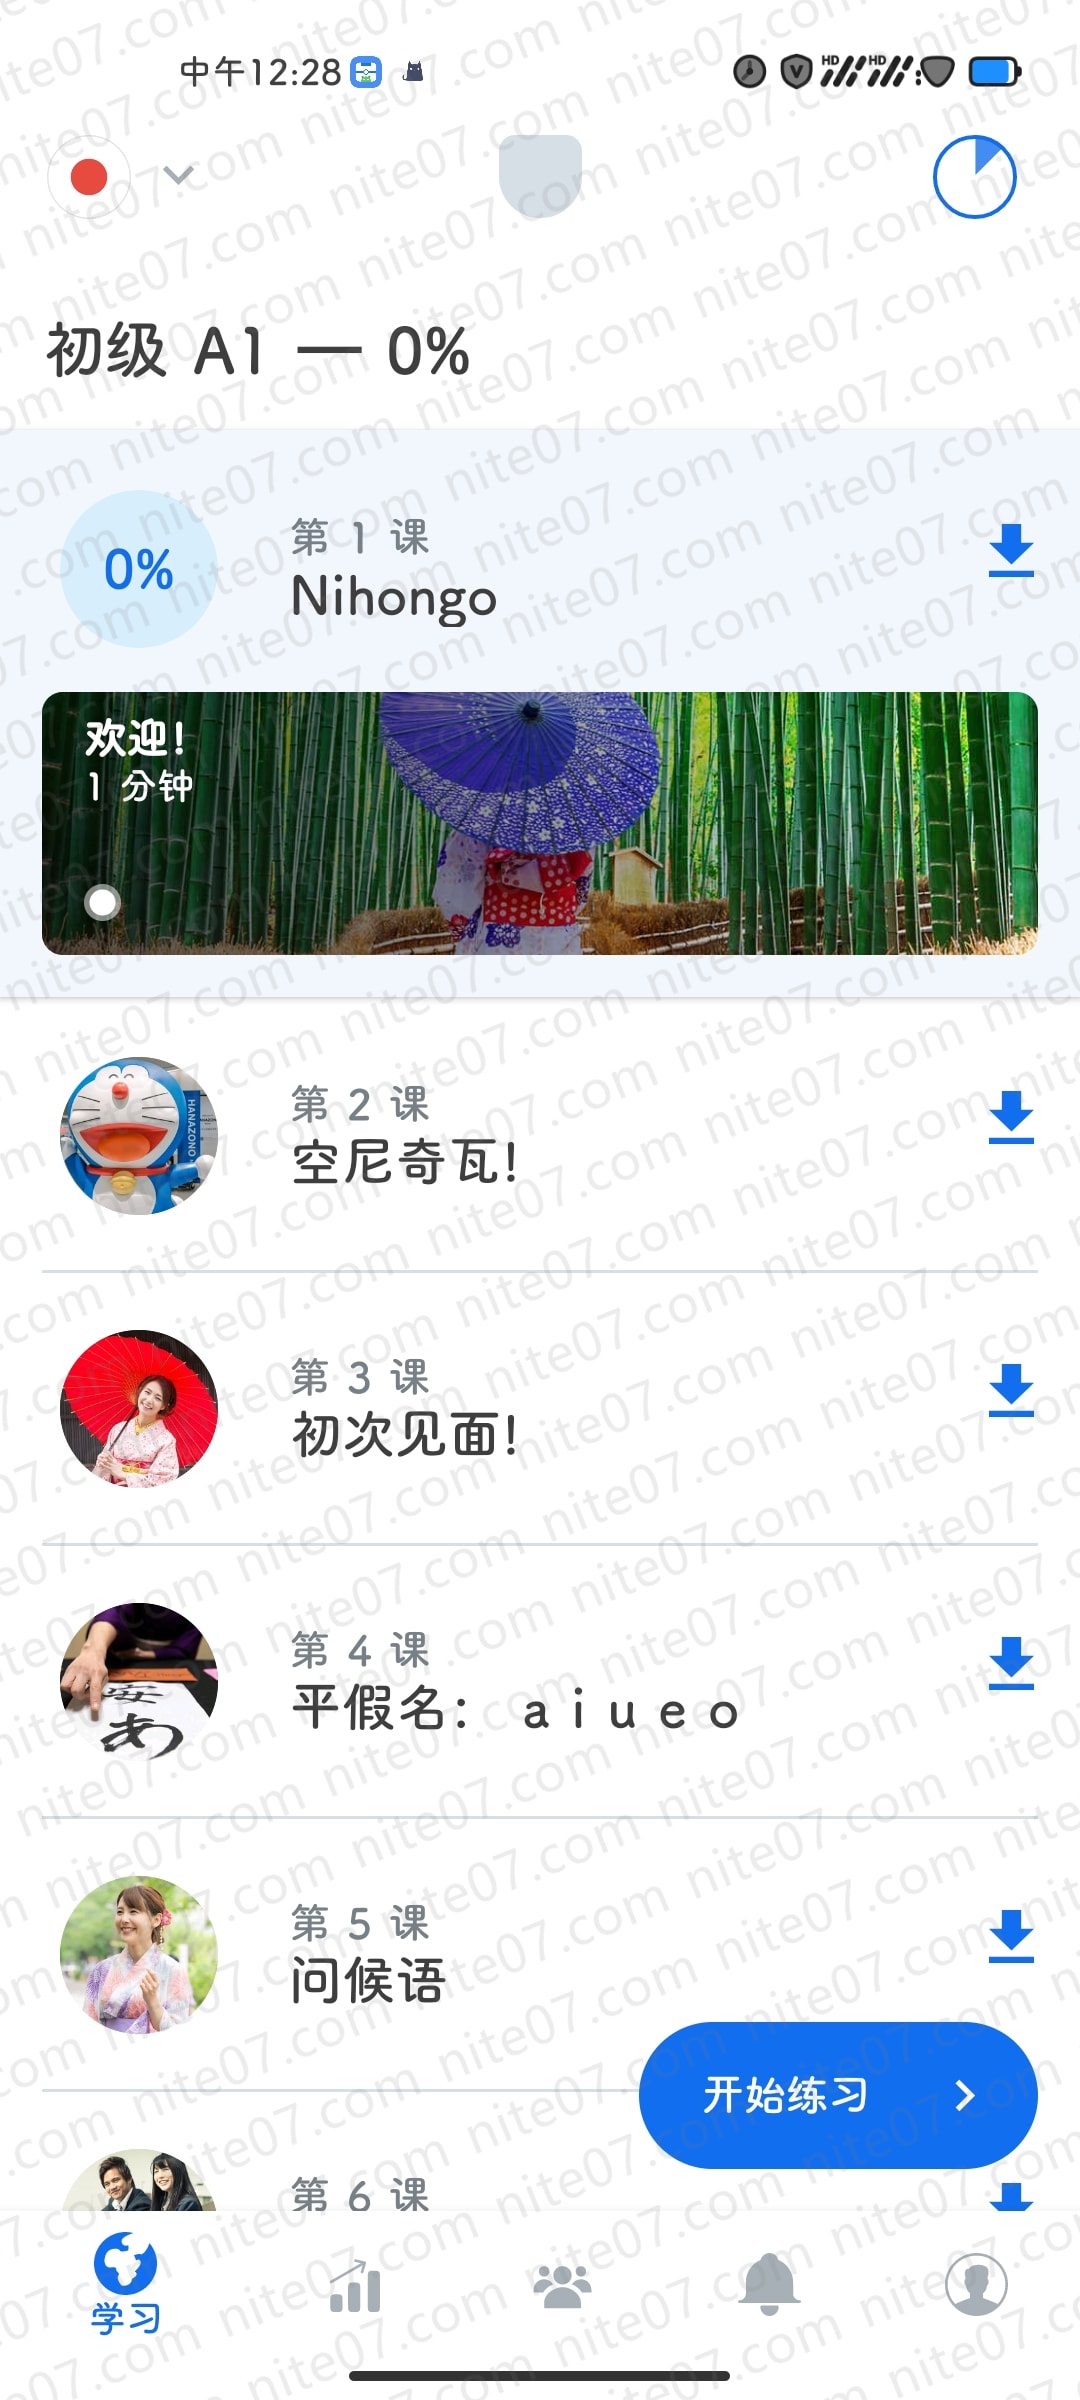 中午12:28
初级 A1 — 0%
0%
第 1 课
Nihongo
欢迎!
1 分钟
第 2 课
空尼奇瓦!
HANAZONO
第 3 课
初次见面!
第 4 课
平假名: a i u e o
あ
第 5 课
问候语
开始练习
第 6 课
学习
nite07.com